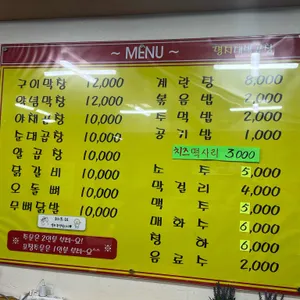 ~ MENU ~
구이막창 12,000
양념막창 12,000
야채곱창 10,000
순대곱창 10,000
알곱창 10,000
닭갈비 10,000
오돌뼈 10,000
무뼈닭발 10,000
계란탕 8,000
볶음밥 2,000
주먹밥 2,000
공기밥 1,000
치즈떡사리 3,000
소주 5,000
막걸리 4,000
맥주 5,000
매화수 6,000
청하 6,000
음료수 2,000